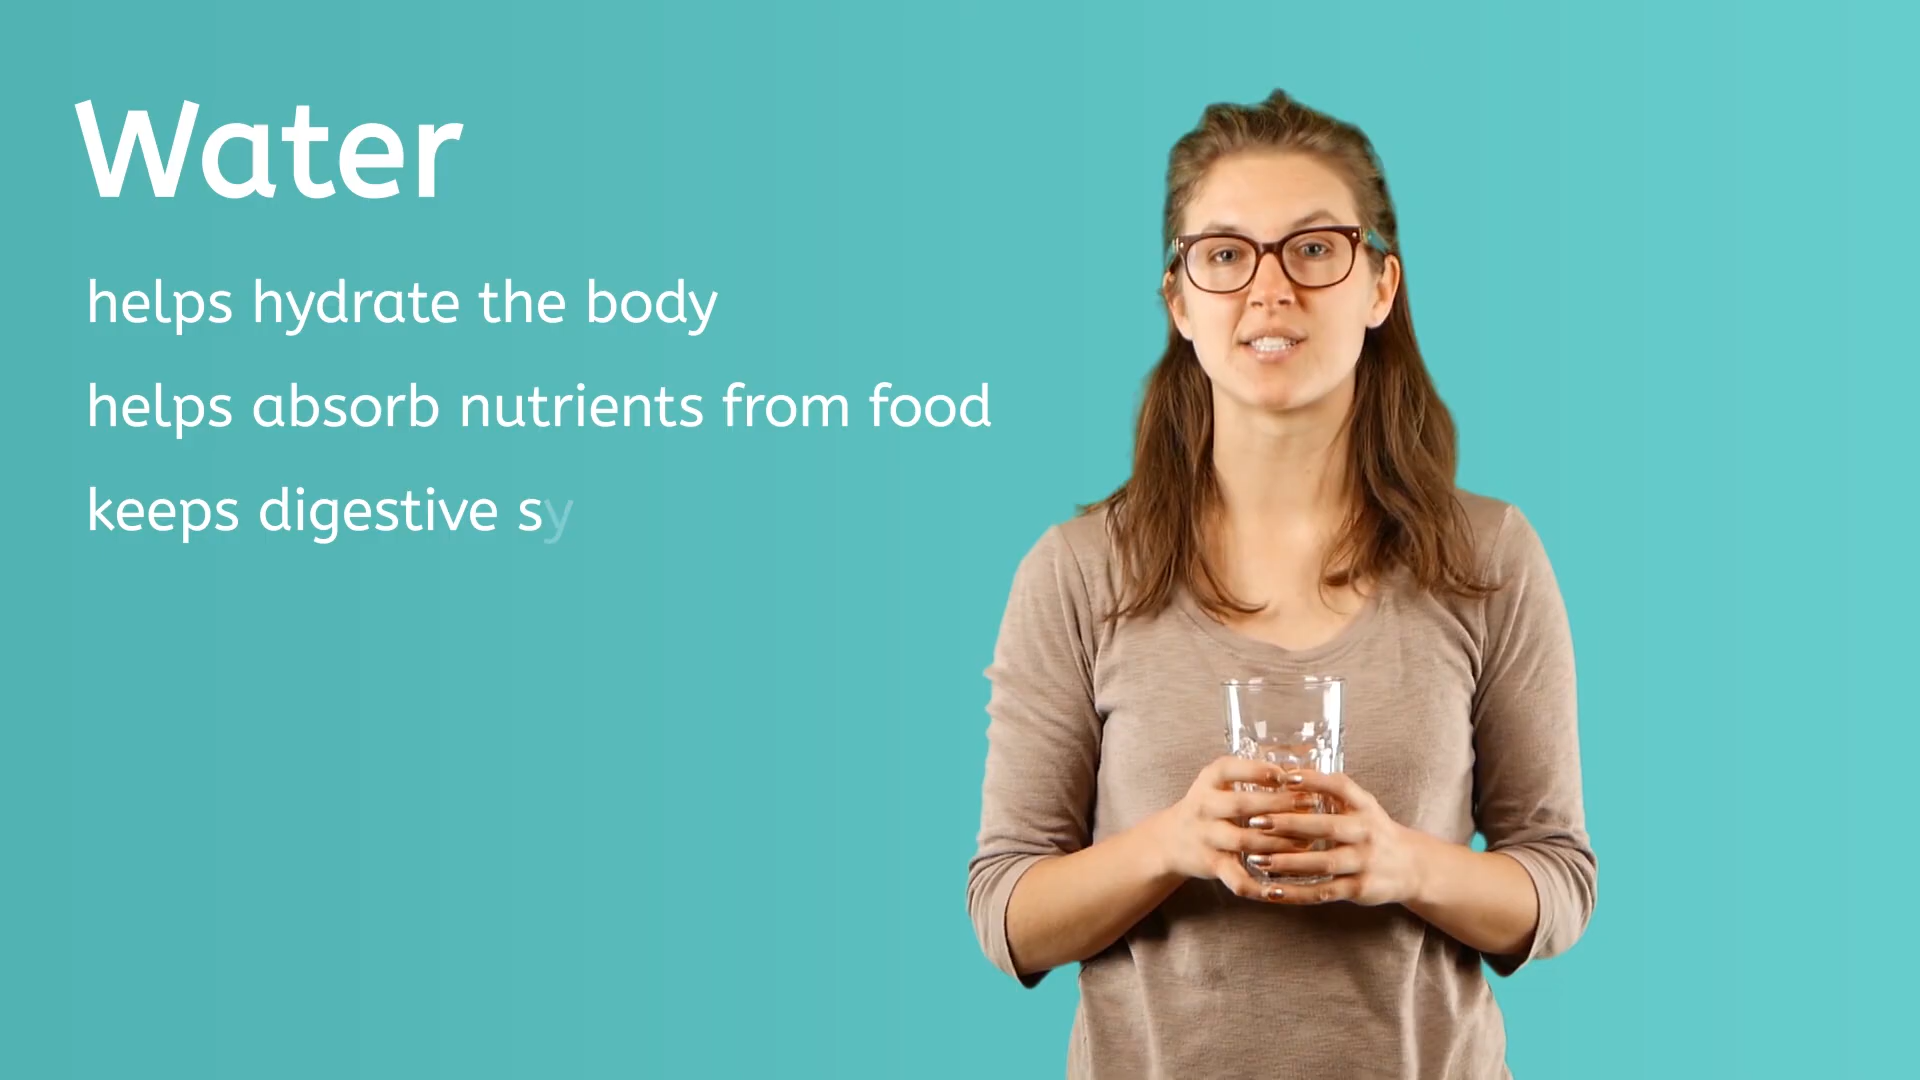 Water
helps hydrate the body
helps absorb nutrients from food
keeps digestive sy